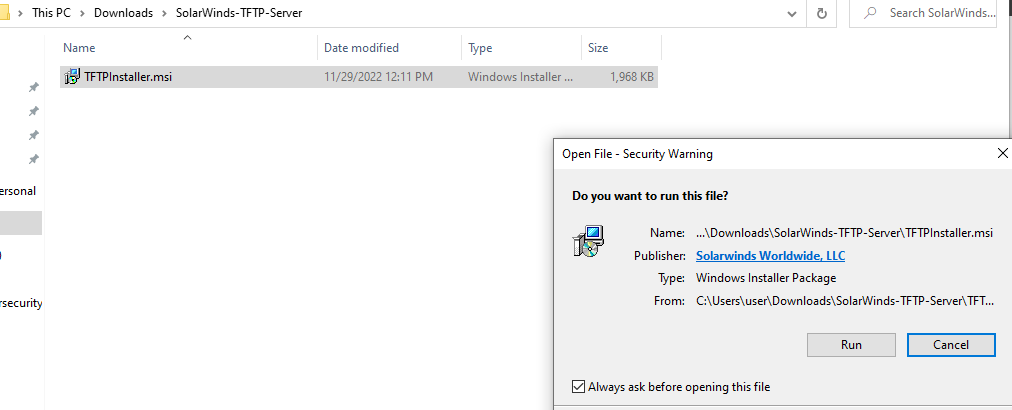 This PC > Downloads > SolarWinds-TFTP-Server
Search SolarWinds...
Name Date modified Type Size
TFTPInstaller.msi 11/29/2022 12:11 PM Windows Installer ... 1,968 KB
ersonal
rsecurity
Open File - Security Warning
Do you want to run this file?
Name: ...\Downloads\SolarWinds-TFTP-Server\TFTPInstaller.msi
Publisher: Solarwinds Worldwide, LLC
Type: Windows Installer Package
From: C:\Users\user\Downloads\SolarWinds-TFTP-Server\TFT...
Run Cancel
Always ask before opening this file